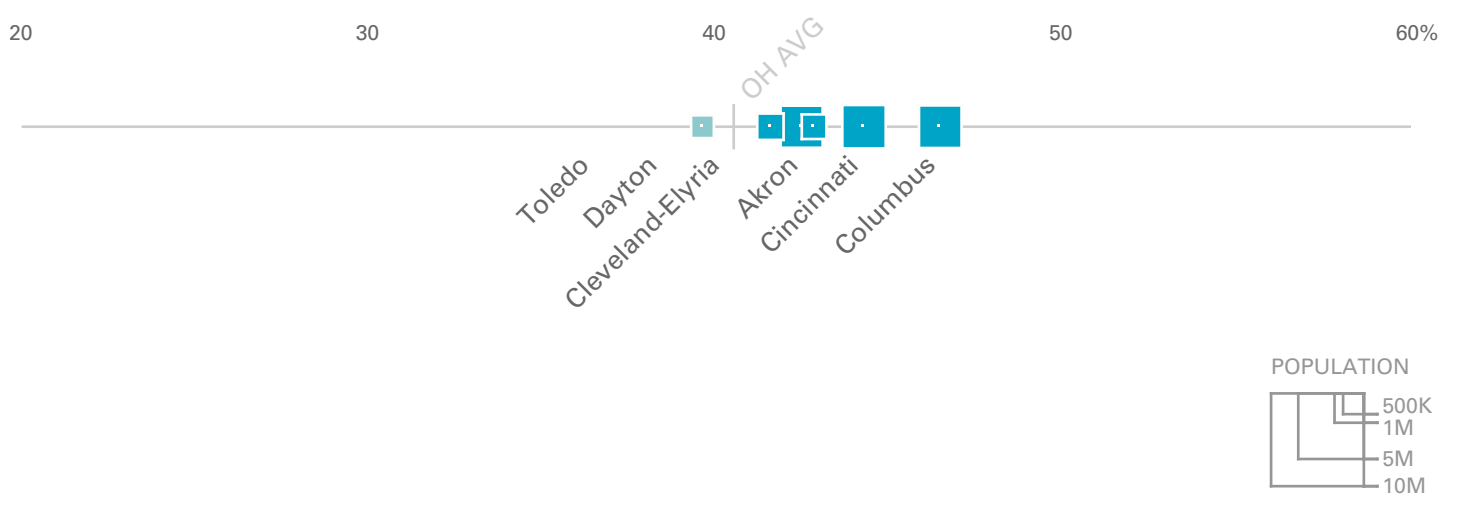 20 30 40 50 60%
OH AVG
Toledo
Dayton
Cleveland-Elyria
Akron
Cincinnati
Columbus
POPULATION
500K
1M
5M
10M